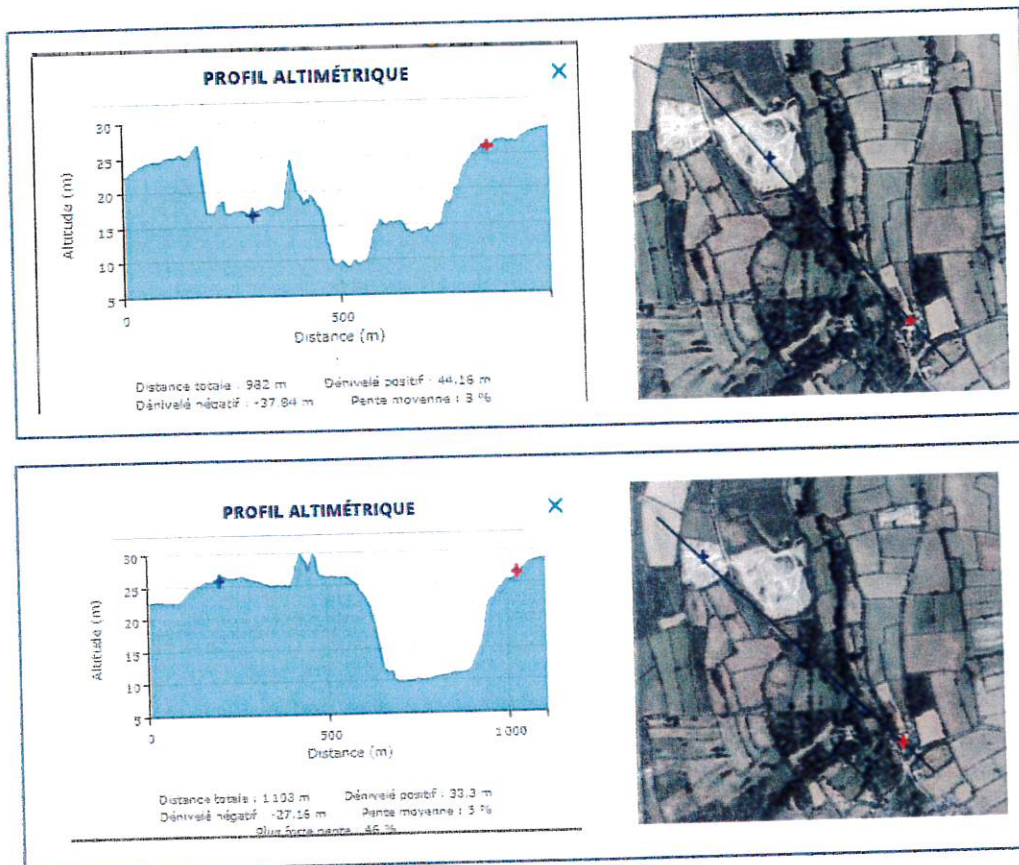 PROFIL ALTIMÉTRIQUE ×
30
25
20
15
10
5
Altitude (m)
0 500
Distance (m)
Distance totale : 982 m Dénivelé positif : 44.16 m
Dénivelé négatif : -37.84 m Pente moyenne : 3 %
PROFIL ALTIMÉTRIQUE ×
30
25
20
15
10
5
Altitude (m)
0 500 1000
Distance (m)
Distance totale : 1103 m Dénivelé positif : 33.3 m
Dénivelé négatif : -27.16 m Pente moyenne : 3 %
Plus forte pente : 46 %